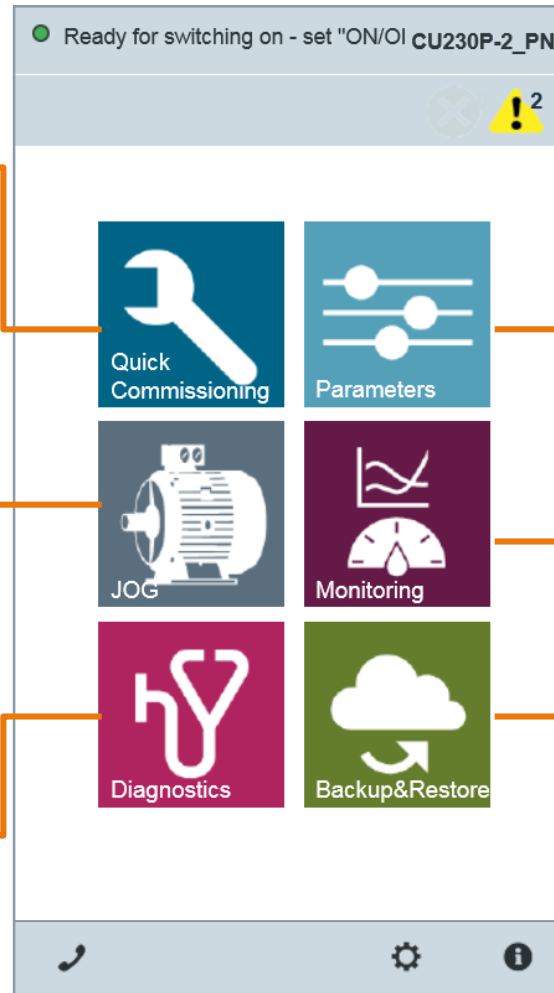 Ready for switching on - set "ON/OI CU230P-2_PN
2
Quick
Commissioning
Parameters
JOG
Monitoring
Diagnostics
Backup&Restore